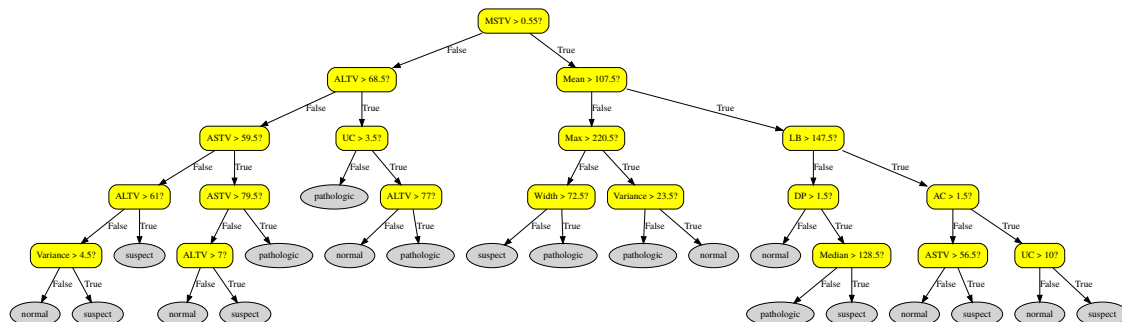 MSTV > 0.55?
False
True
ALTV > 68.5?
Mean > 107.5?
False
True
False
True
ASTV > 59.5?
UC > 3.5?
Max > 220.5?
LB > 147.5?
False
True
False
True
False
True
False
True
ALTV > 61?
ASTV > 79.5?
pathologic
ALTV > 77?
Width > 72.5?
Variance > 23.5?
DP > 1.5?
AC > 1.5?
False
True
False
True
False
True
False
True
False
True
False
True
False
True
Variance > 4.5?
suspect
ALTV > 7?
pathologic
normal
pathologic
suspect
pathologic
pathologic
normal
normal
Median > 128.5?
ASTV > 56.5?
UC > 10?
False
True
False
True
False
True
False
True
False
True
normal
suspect
normal
suspect
pathologic
suspect
normal
suspect
normal
suspect